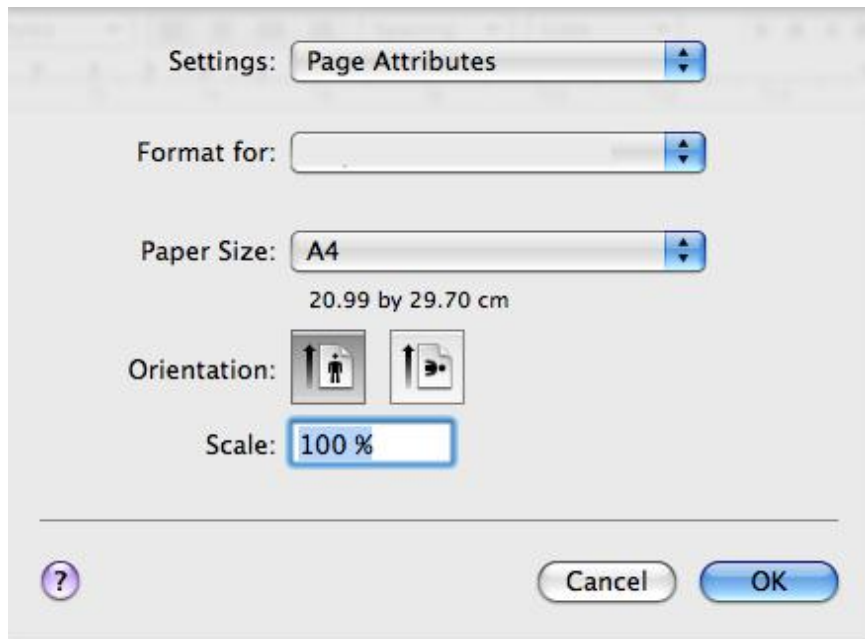 Settings: Page Attributes
Format for:
Paper Size: A4
20.99 by 29.70 cm
Orientation:
Scale: 100 %
? Cancel OK